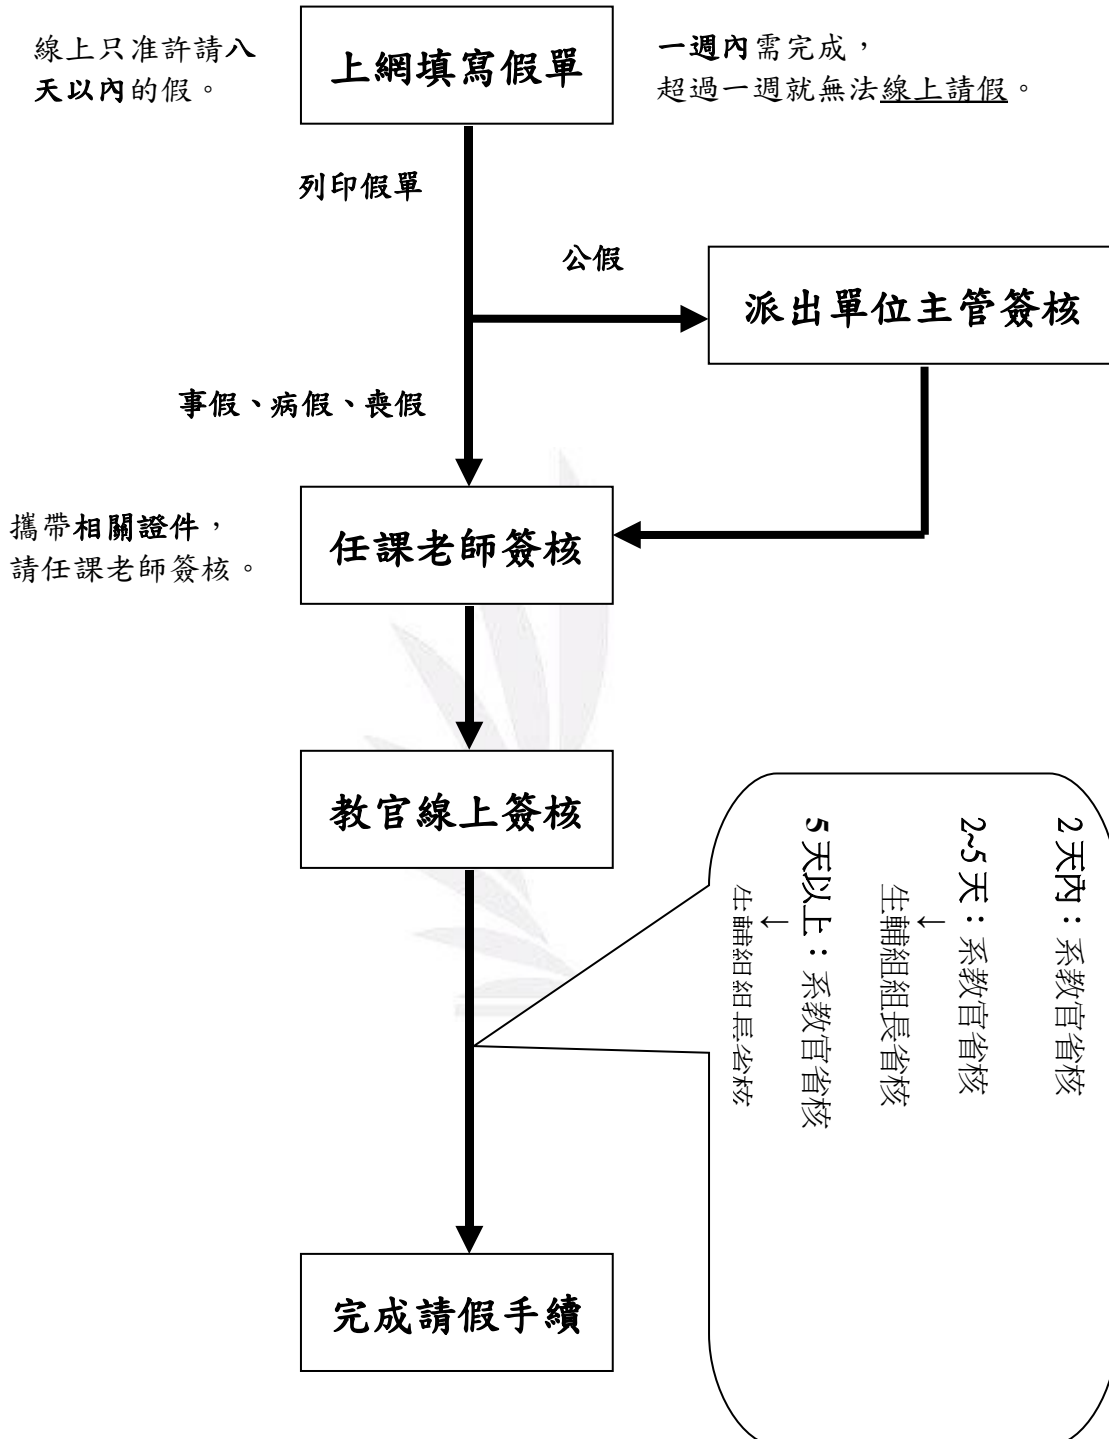 線上只准許請八
天以內的假。
上網填寫假單
一週內需完成，
超過一週就無法線上請假。
列印假單
公假
派出單位主管簽核
事假、病假、喪假
攜帶相關證件，
請任課老師簽核。
任課老師簽核
教官線上簽核
2天內：系教官省核
2~5天：系教官省核
↓
生輔組組長省核
5天以上：系教官省核
↓
生輔組組長省核
完成請假手續